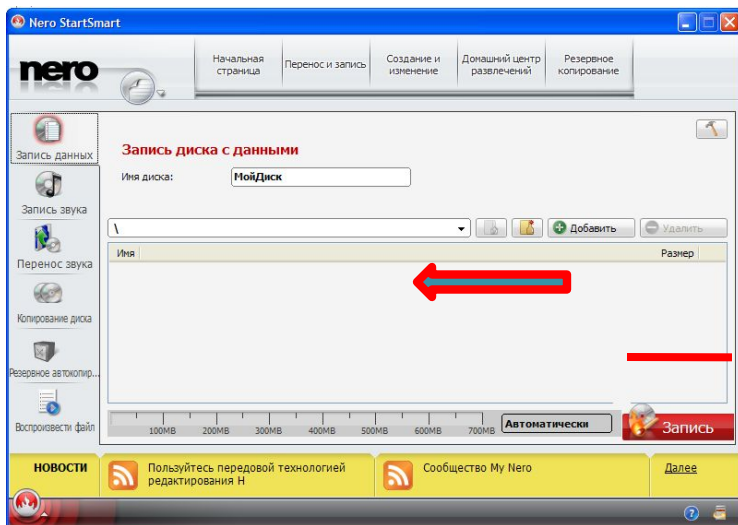 Nero StartSmart
nero
Начальная
страница
Перенос и запись
Создание и
изменение
Домашний центр
развлечений
Резервное
копирование
Запись данных
Запись звука
Перенос звука
Копирование диска
Резервное автокопир...
Воспроизвести файл
Запись диска с данными
Имя диска:
МойДиск
\
Добавить
Удалить
Имя
Размер
100MB
200MB
300MB
400MB
500MB
600MB
700MB
Автоматически
Запись
НОВОСТИ
Пользуйтесь передовой технологией
редактирования Н
Сообщество My Nero
Далее